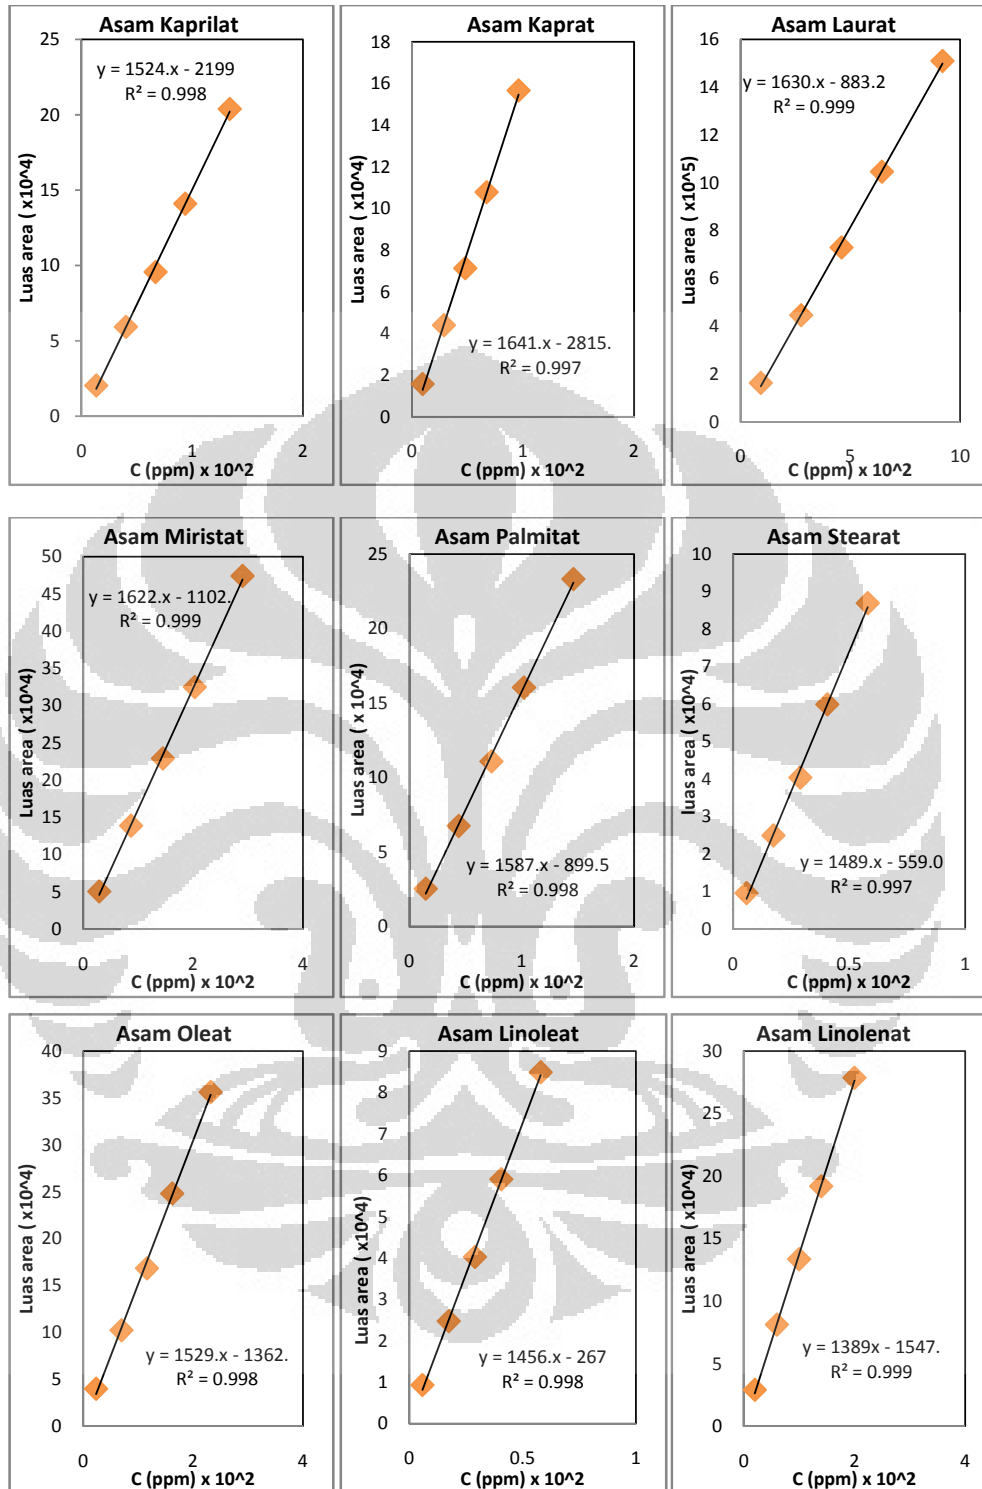 Asam Kaprilat
25
20
15
10
5
0
0
1
2
Luas area ( x10^4)
C (ppm) x 10^2
y = 1524.x - 2199
R² = 0.998
Asam Kaprat
18
16
14
12
10
8
6
4
2
0
0
1
2
Luas area ( x10^4)
C (ppm) x 10^2
y = 1641.x - 2815.
R² = 0.997
Asam Laurat
16
14
12
10
8
6
4
2
0
0
5
10
Luas area ( x10^5)
C (ppm) x 10^2
y = 1630.x - 883.2
R² = 0.999
Asam Miristat
50
45
40
35
30
25
20
15
10
5
0
0
2
4
Luas area ( x10^4)
C (ppm) x 10^2
y = 1622.x - 1102.
R² = 0.999
Asam Palmitat
25
20
15
10
5
0
0
1
2
Luas area ( x 10^4)
C (ppm) x 10^2
y = 1587.x - 899.5
R² = 0.998
Asam Stearat
10
9
8
7
6
5
4
3
2
1
0
0
0.5
1
luas area ( x10^4)
C (ppm) x 10^2
y = 1489.x - 559.0
R² = 0.997
Asam Oleat
40
35
30
25
20
15
10
5
0
0
2
4
Luas area ( x10^4)
C (ppm) x 10^2
y = 1529.x - 1362.
R² = 0.998
Asam Linoleat
9
8
7
6
5
4
3
2
1
0
0
0.5
1
Luas area ( x10^4)
C (ppm) x 10^2
y = 1456.x - 267
R² = 0.998
Asam Linolenat
30
25
20
15
10
5
0
0
2
4
Luas area ( x10^4)
C (ppm) x 10^2
y = 1389x - 1547.
R² = 0.999